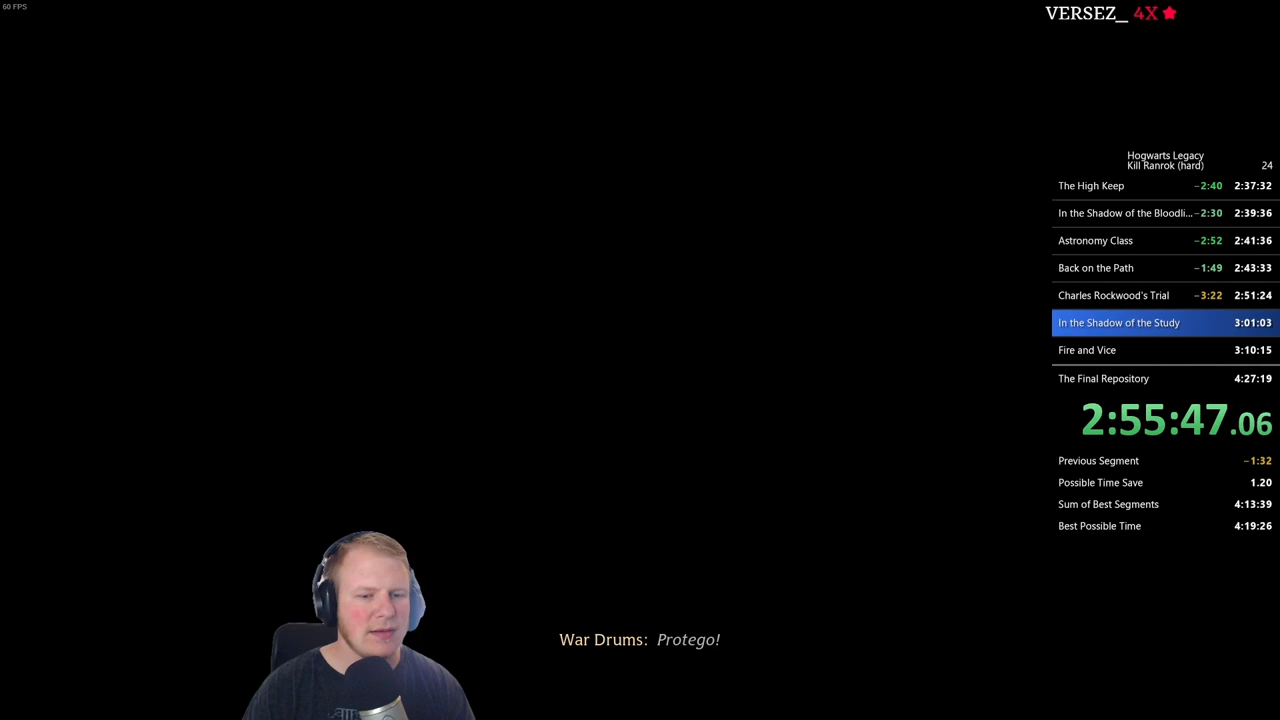 60 FPS
VERSEZ_ 4X
Hogwarts Legacy
Kill Ranrok (hard) 24
The High Keep −2:40 2:37:32
In the Shadow of the Bloodli... −2:30 2:39:36
Astronomy Class −2:52 2:41:36
Back on the Path −1:49 2:43:33
Charles Rockwood's Trial −3:22 2:51:24
In the Shadow of the Study 3:01:03
Fire and Vice 3:10:15
The Final Repository 4:27:19
2:55:47.06
Previous Segment −1:32
Possible Time Save 1.20
Sum of Best Segments 4:13:39
Best Possible Time 4:19:26
War Drums: Protego!